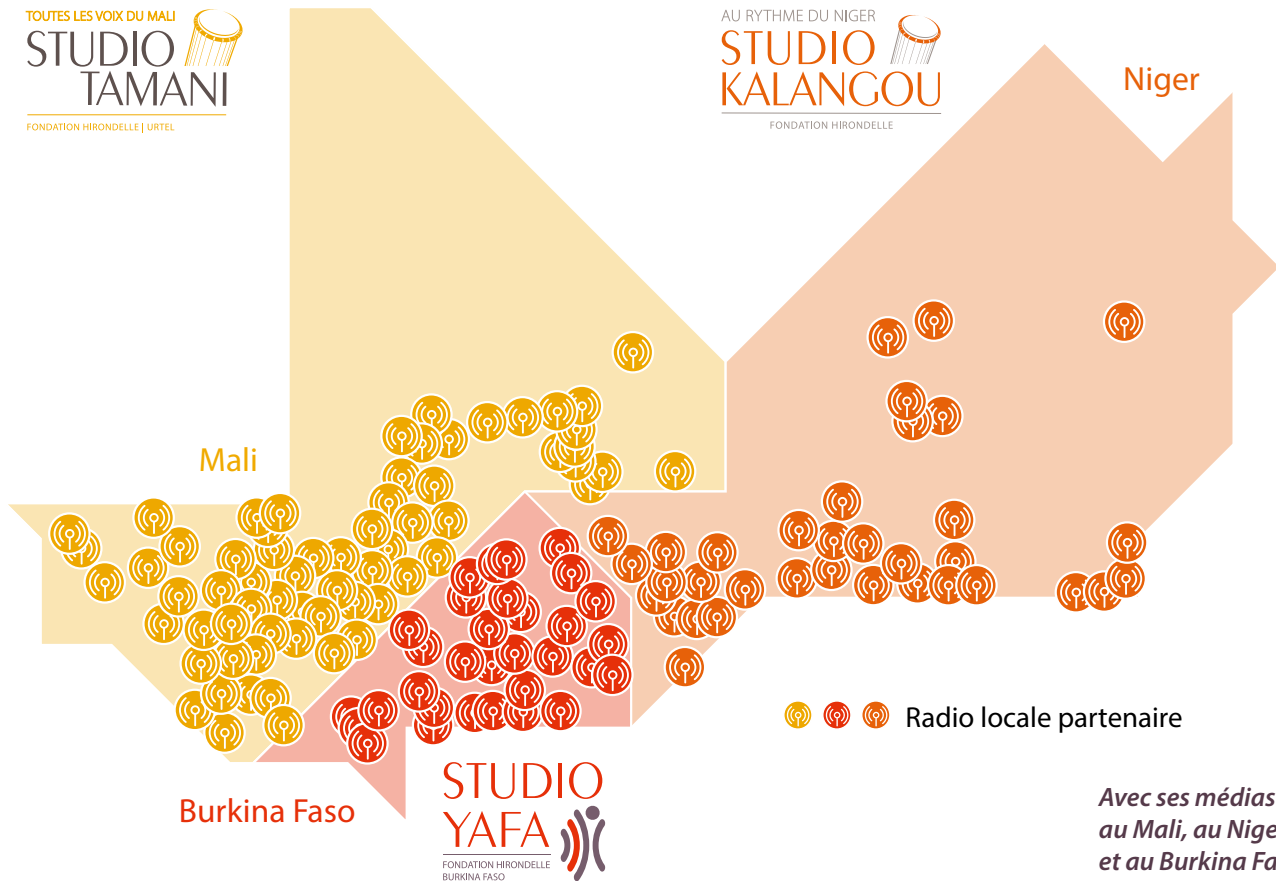 TOUTES LES VOIX DU MALI
STUDIO
TAMANI
FONDATION HIRONDELLE | URTEL
AU RYTHME DU NIGER
STUDIO
KALANGOU
FONDATION HIRONDELLE
Niger
Mali
Radio locale partenaire
Burkina Faso
STUDIO
YAFA
FONDATION HIRONDELLE
BURKINA FASO
Avec ses médias
au Mali, au Nige
et au Burkina Fa